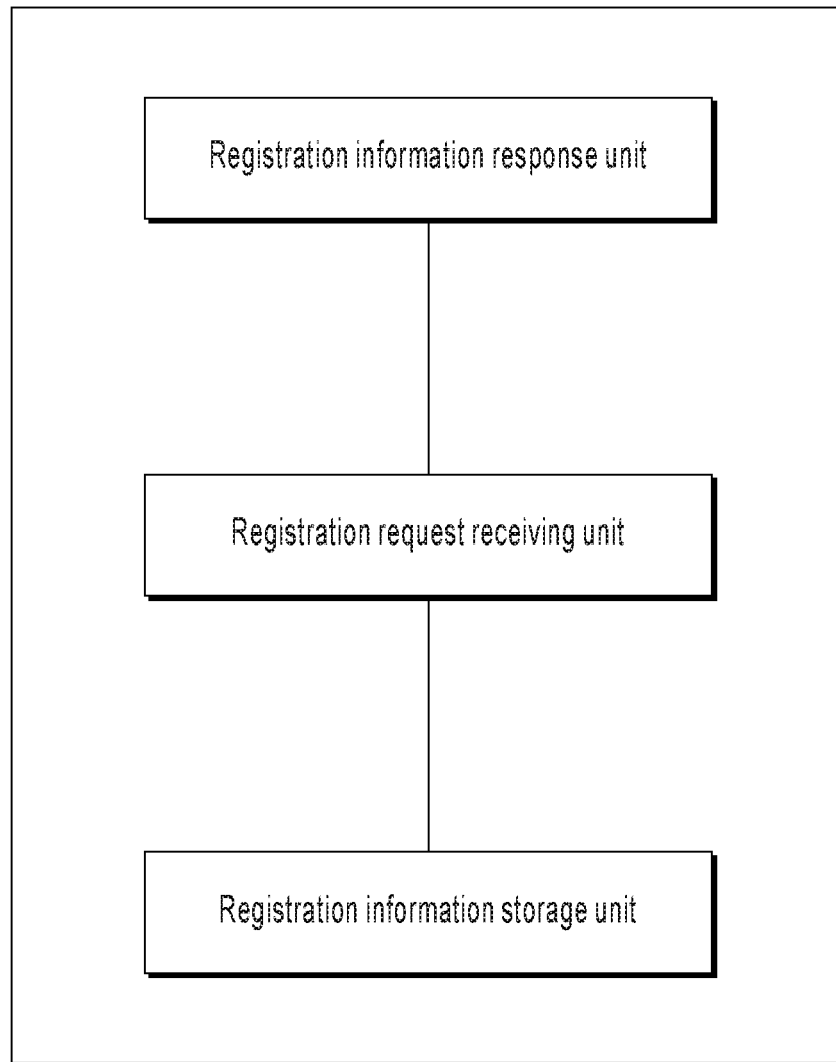 Registration information response unit
Registration request receiving unit
Registration information storage unit